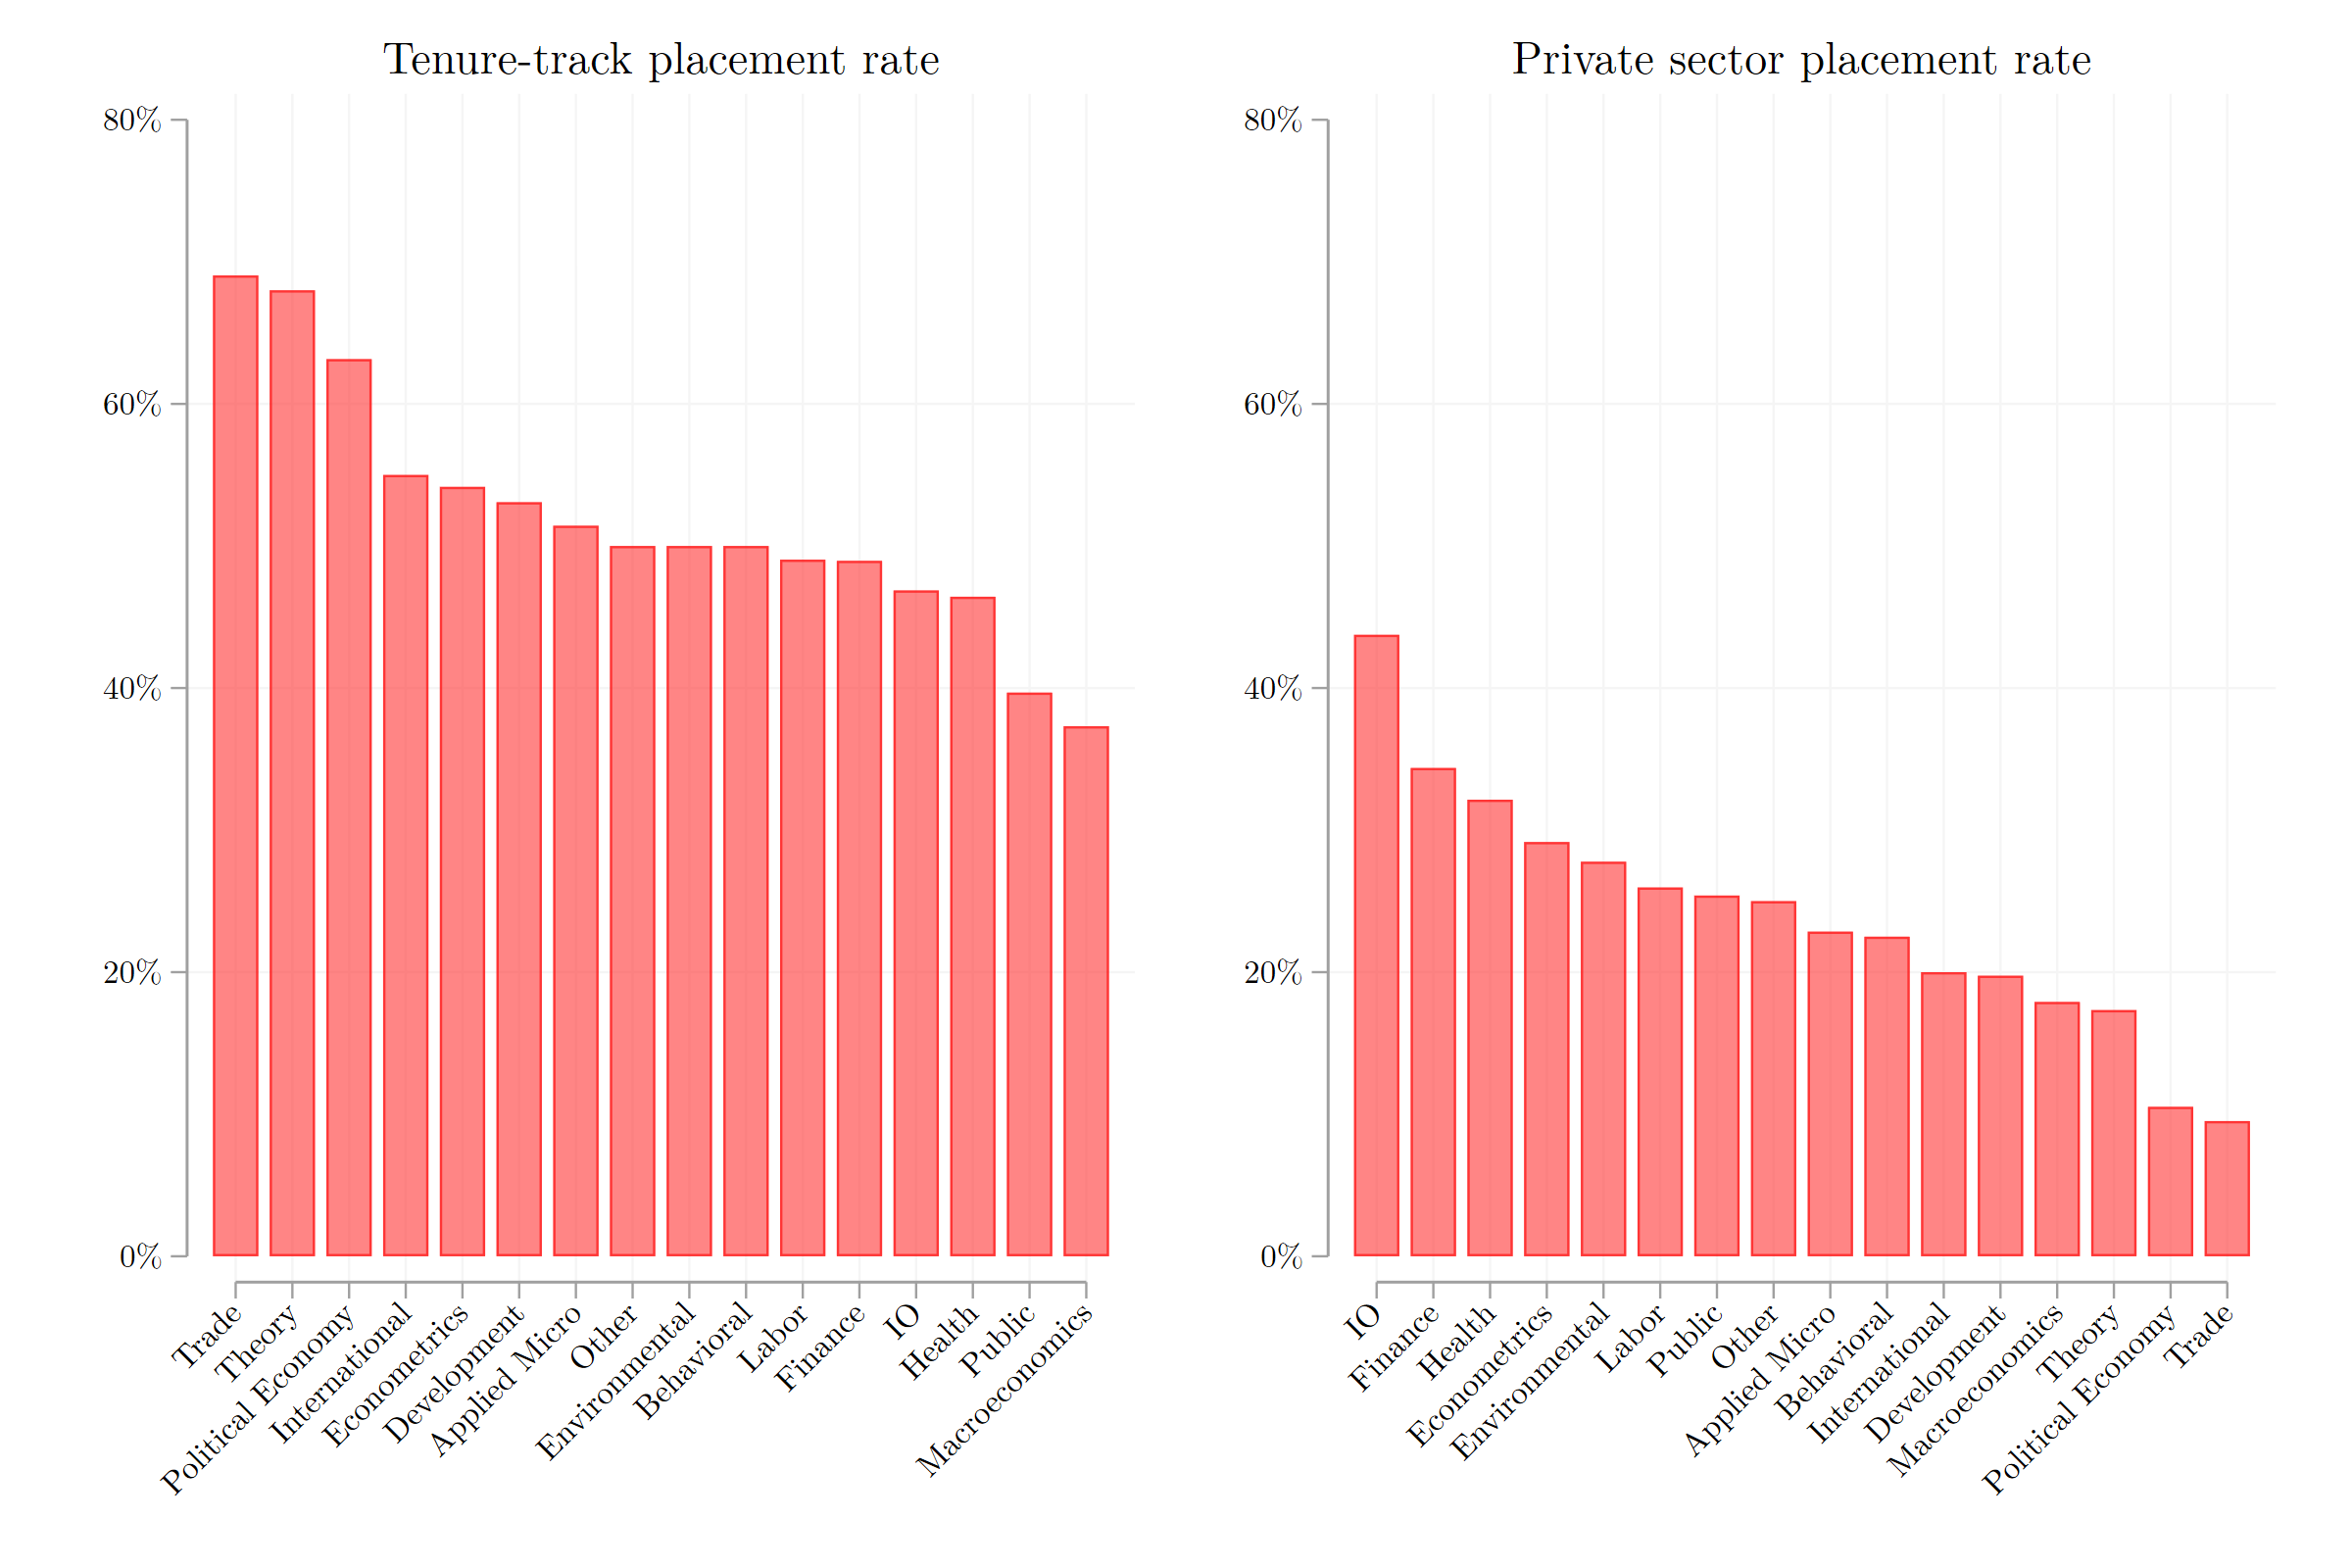 Tenure-track placement rate
80%
60%
40%
20%
0%
Trade
Theory
Political Economy
International
Econometrics
Development
Applied Micro
Other
Environmental
Behavioral
Labor
Finance
IO
Health
Public
Macroeconomics
Private sector placement rate
80%
60%
40%
20%
0%
IO
Finance
Health
Econometrics
Environmental
Labor
Public
Other
Applied Micro
Behavioral
International
Development
Macroeconomics
Theory
Political Economy
Trade